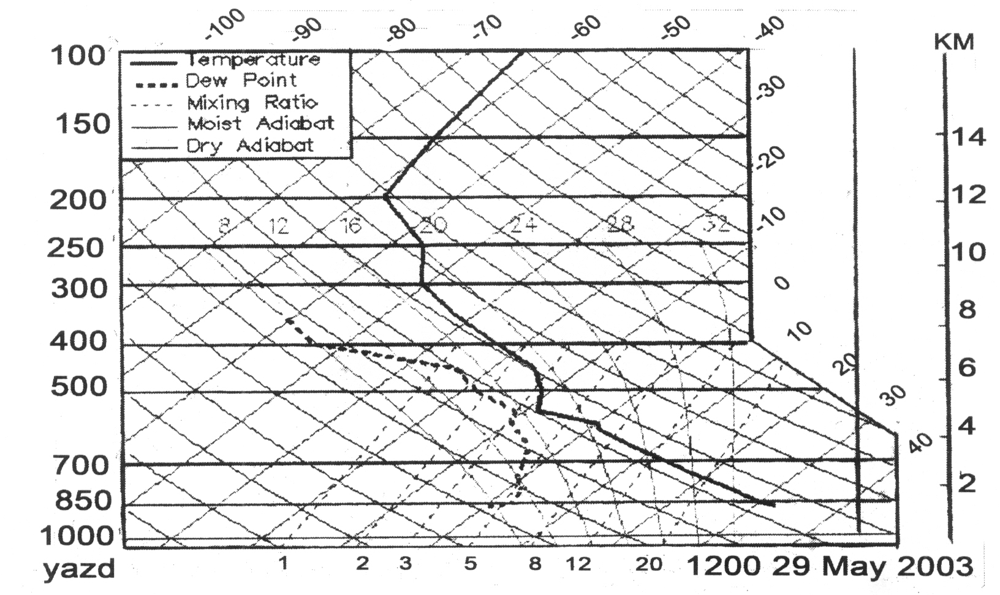 -100 -90 -80 -70 -60 -50 -40
KM
100
Temperature
Dew Point
-30
Mixing Ratio
150
Moist Adiabat
14
Dry Adiabat
-20
200
12
8 12 16 20 24 28 32
-10
250
10
300
0
8
400
10
20
6
500
30
4
40
700
2
850
1000
yazd
1 2 3 5 8 12 20
1200 29 May 2003